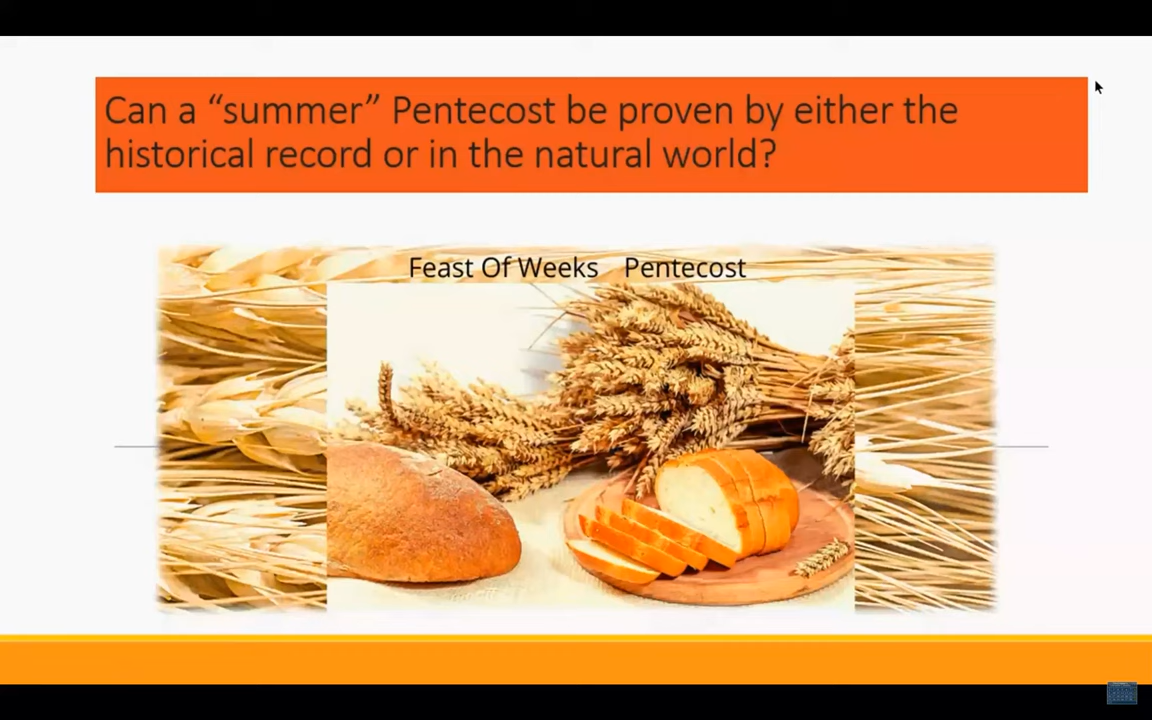 Can a “summer” Pentecost be proven by either the
historical record or in the natural world?
Feast Of Weeks Pentecost